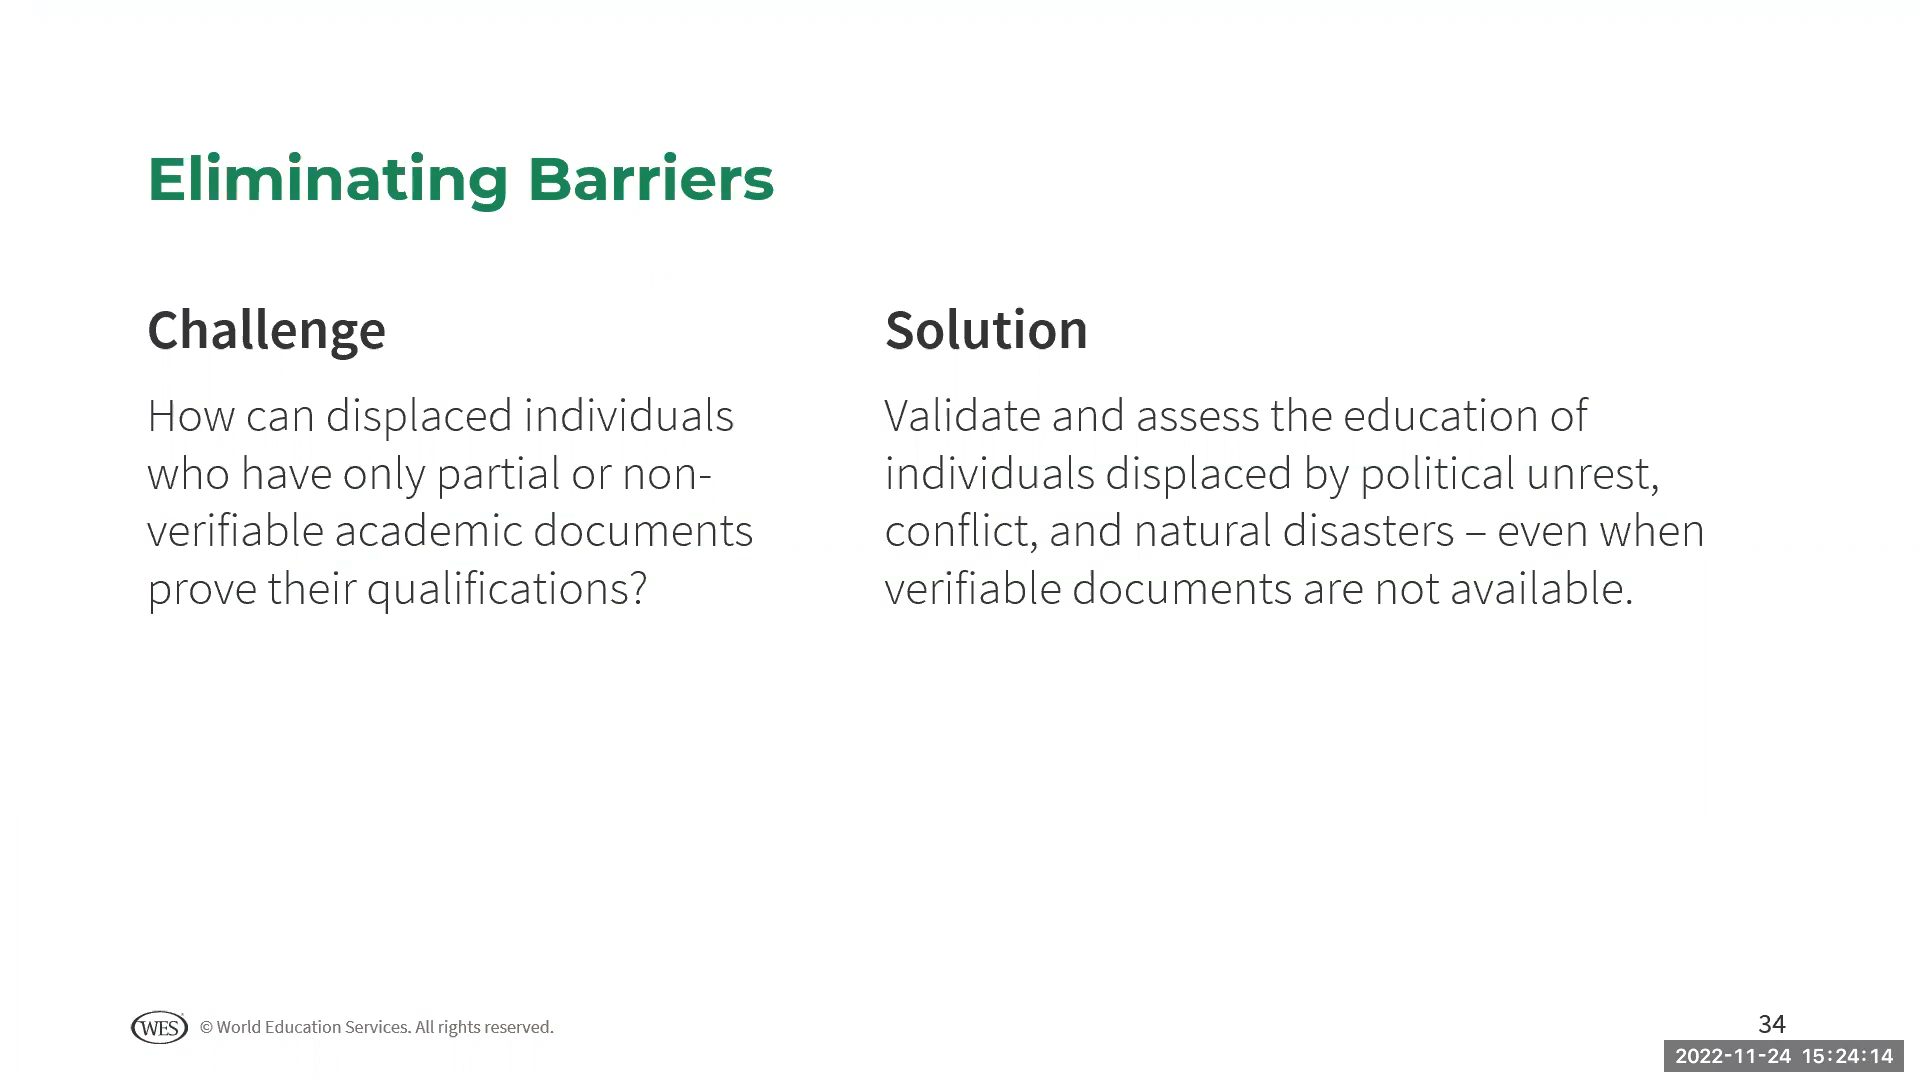 Eliminating Barriers
Challenge
How can displaced individuals
who have only partial or non-
verifiable academic documents
prove their qualifications?
Solution
Validate and assess the education of
individuals displaced by political unrest,
conflict, and natural disasters – even when
verifiable documents are not available.
WES © World Education Services. All rights reserved.
34
2022-11-24 15:24:14